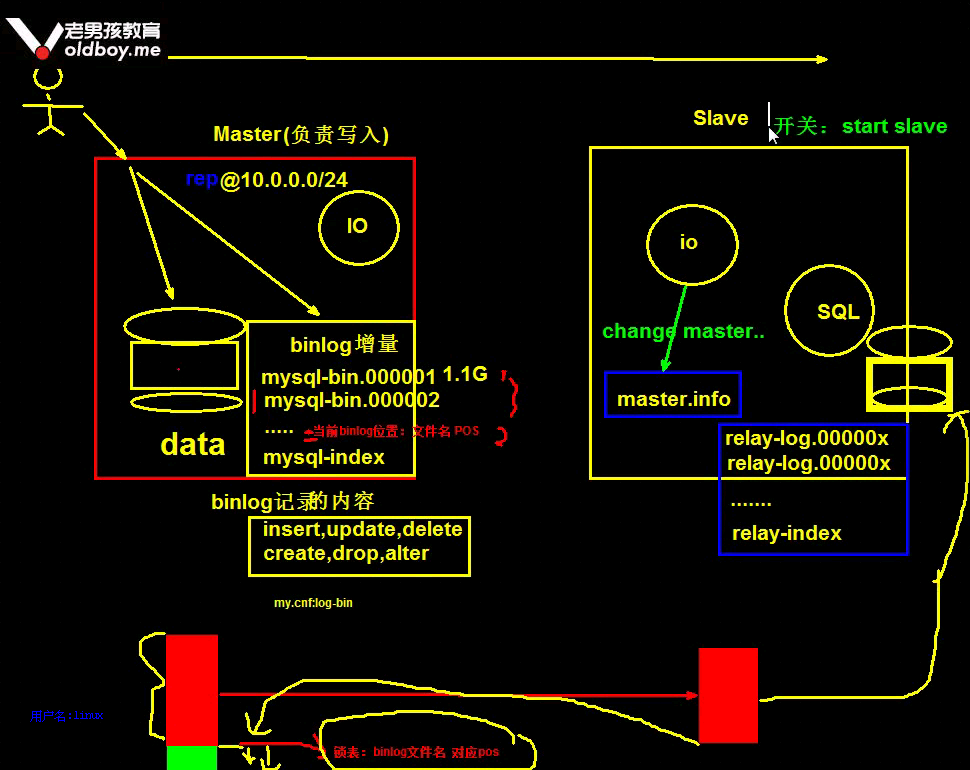 老男孩教育
oldboy.me
Master(负责写入)
Slave
开关：start slave
rep@10.0.0.0/24
IO
io
SQL
change master..
binlog增量
mysql-bin.000001 1.1G
mysql-bin.000002
..... 当前binlog位置：文件名 POS
mysql-index
data
master.info
relay-log.00000x
relay-log.00000x
.......
relay-index
binlog记录的内容
insert,update,delete
create,drop,alter
my.cnf:log-bin
用户名:linux
锁表：binlog文件名 对应pos